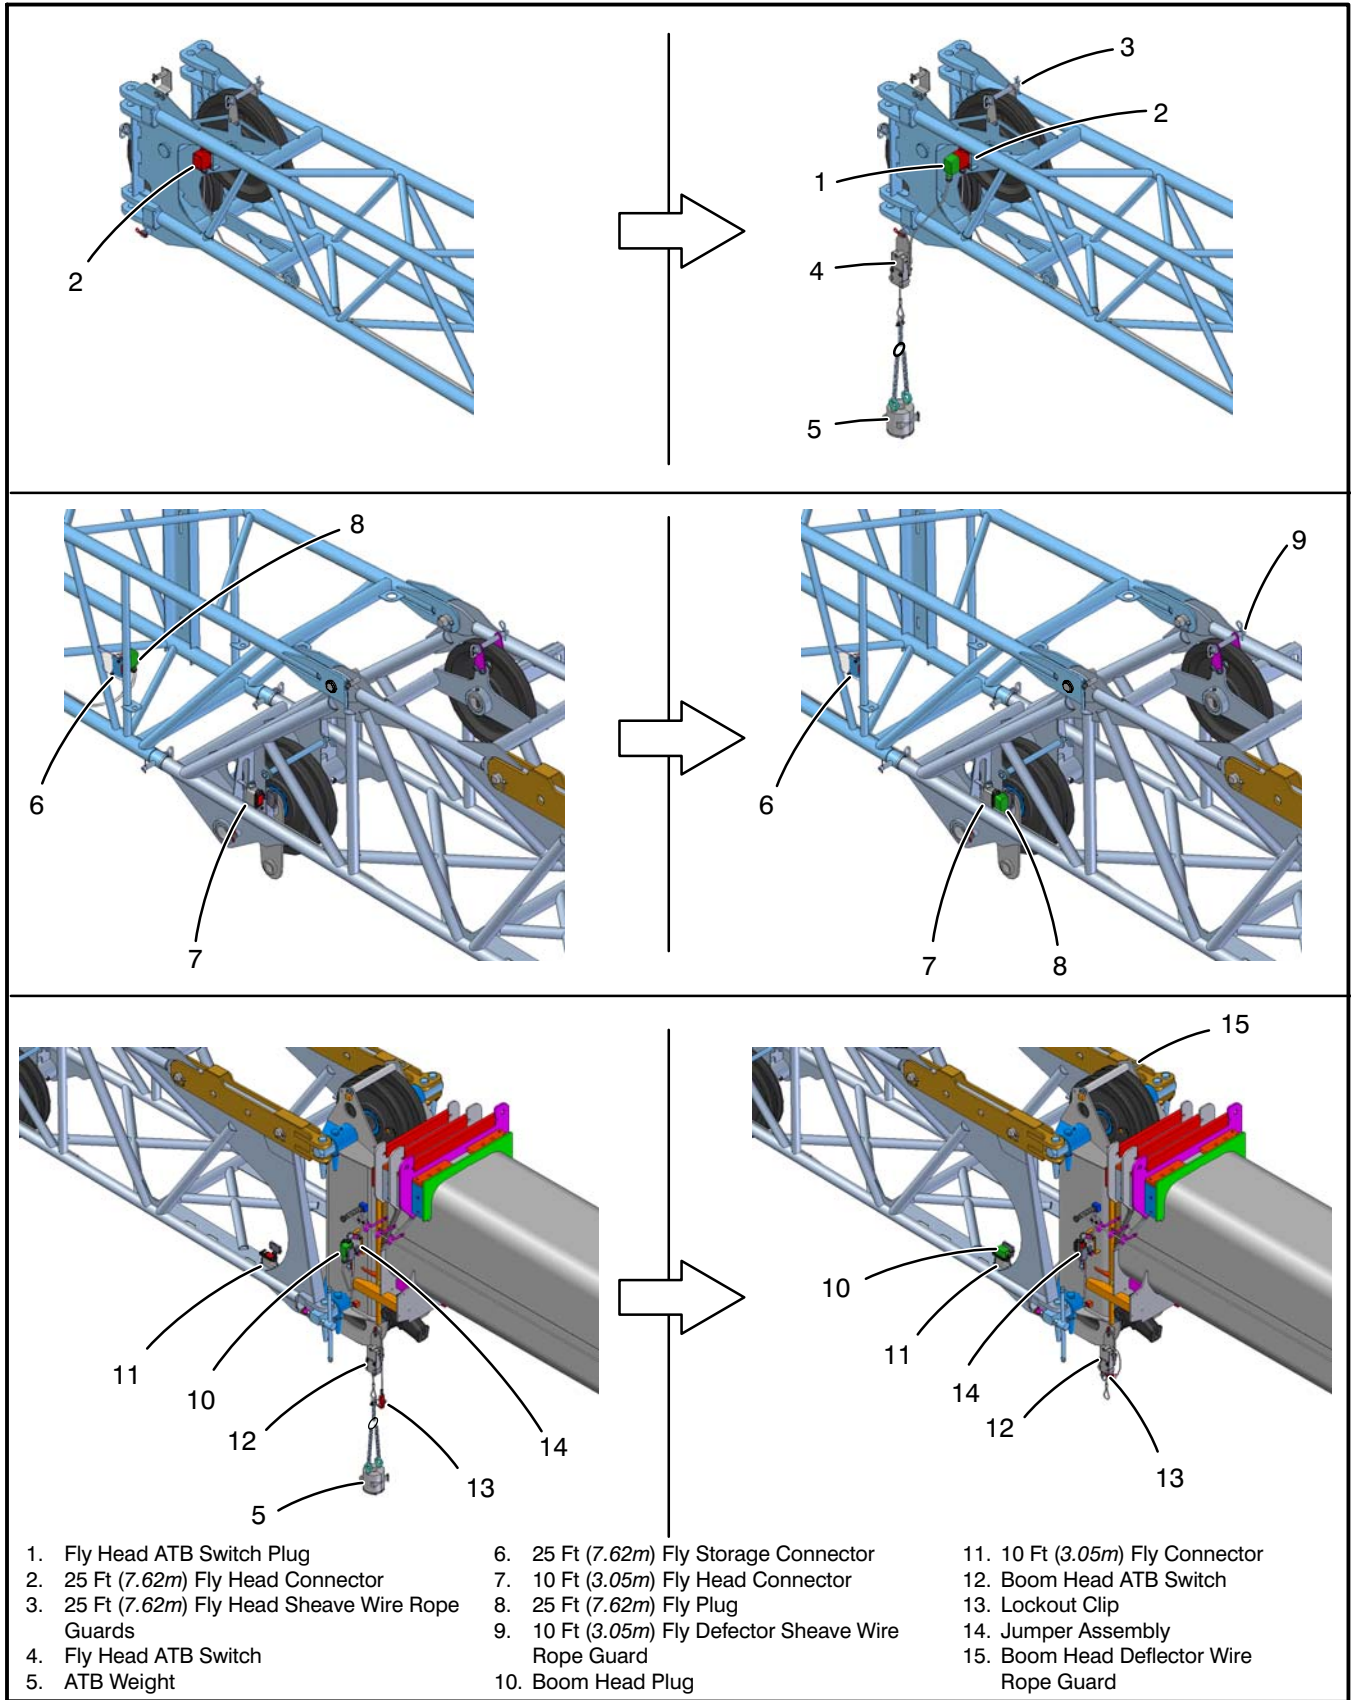 3
2
1
2
4
5
8
9
6
6
7
7
8
15
10
11
11
10
14
12
12
14
13
13
5
1. Fly Head ATB Switch Plug
2. 25 Ft (7.62m) Fly Head Connector
3. 25 Ft (7.62m) Fly Head Sheave Wire Rope
Guards
4. Fly Head ATB Switch
5. ATB Weight
6. 25 Ft (7.62m) Fly Storage Connector
7. 10 Ft (3.05m) Fly Head Connector
8. 25 Ft (7.62m) Fly Plug
9. 10 Ft (3.05m) Fly Defector Sheave Wire
Rope Guard
10. Boom Head Plug
11. 10 Ft (3.05m) Fly Connector
12. Boom Head ATB Switch
13. Lockout Clip
14. Jumper Assembly
15. Boom Head Deflector Wire
Rope Guard